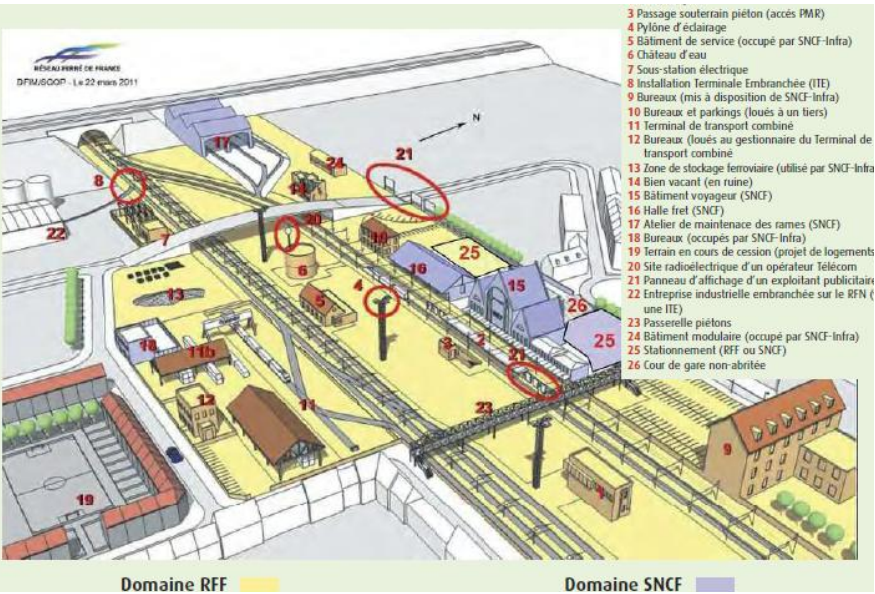 3 Passage souterrain piéton (accés PMR)
4 Pylône d'éclairage
5 Bâtiment de service (occupé par SNCF-Infra)
6 Château d'eau
7 Sous-station électrique
8 Installation Terminale Embranchée (ITE)
9 Bureaux (mis à disposition de SNCF-Infra)
10 Bureaux et parkings (loués à un tiers)
11 Terminal de transport combiné
12 Bureaux (loués au gestionnaire du Terminal de
transport combiné
13 Zone de stockage ferroviaire (utilisé par SNCF-Infra
14 Bien vacant (en ruine)
15 Bâtiment voyageur (SNCF)
16 Halle fret (SNCF)
17 Atelier de maintenace des rames (SNCF)
18 Bureaux (occupés par SNCF-Infra)
19 Terrain en cours de cession (projet de logements
20 Site radioélectrique d'un opérateur Télécom
21 Panneau d'affichage d'un exploitant publicitaire
22 Entreprise industrielle embranchée sur le RFN (
une ITE)
23 Passerelle piétons
24 Bâtiment modulaire (occupé par SNCF-Infra)
25 Stationnement (RFF ou SNCF)
26 Cour de gare non-abritée
RÉSEAU FERRÉ DE FRANCE
DFIM/SGOP - Le 22 mars 2011
N
17
21
24
14
8
22
7
20
10
25
6
16
15
13
5
4
26
25
18
11b
3
2
21
12
11
23
9
19
1
Domaine RFF
Domaine SNCF